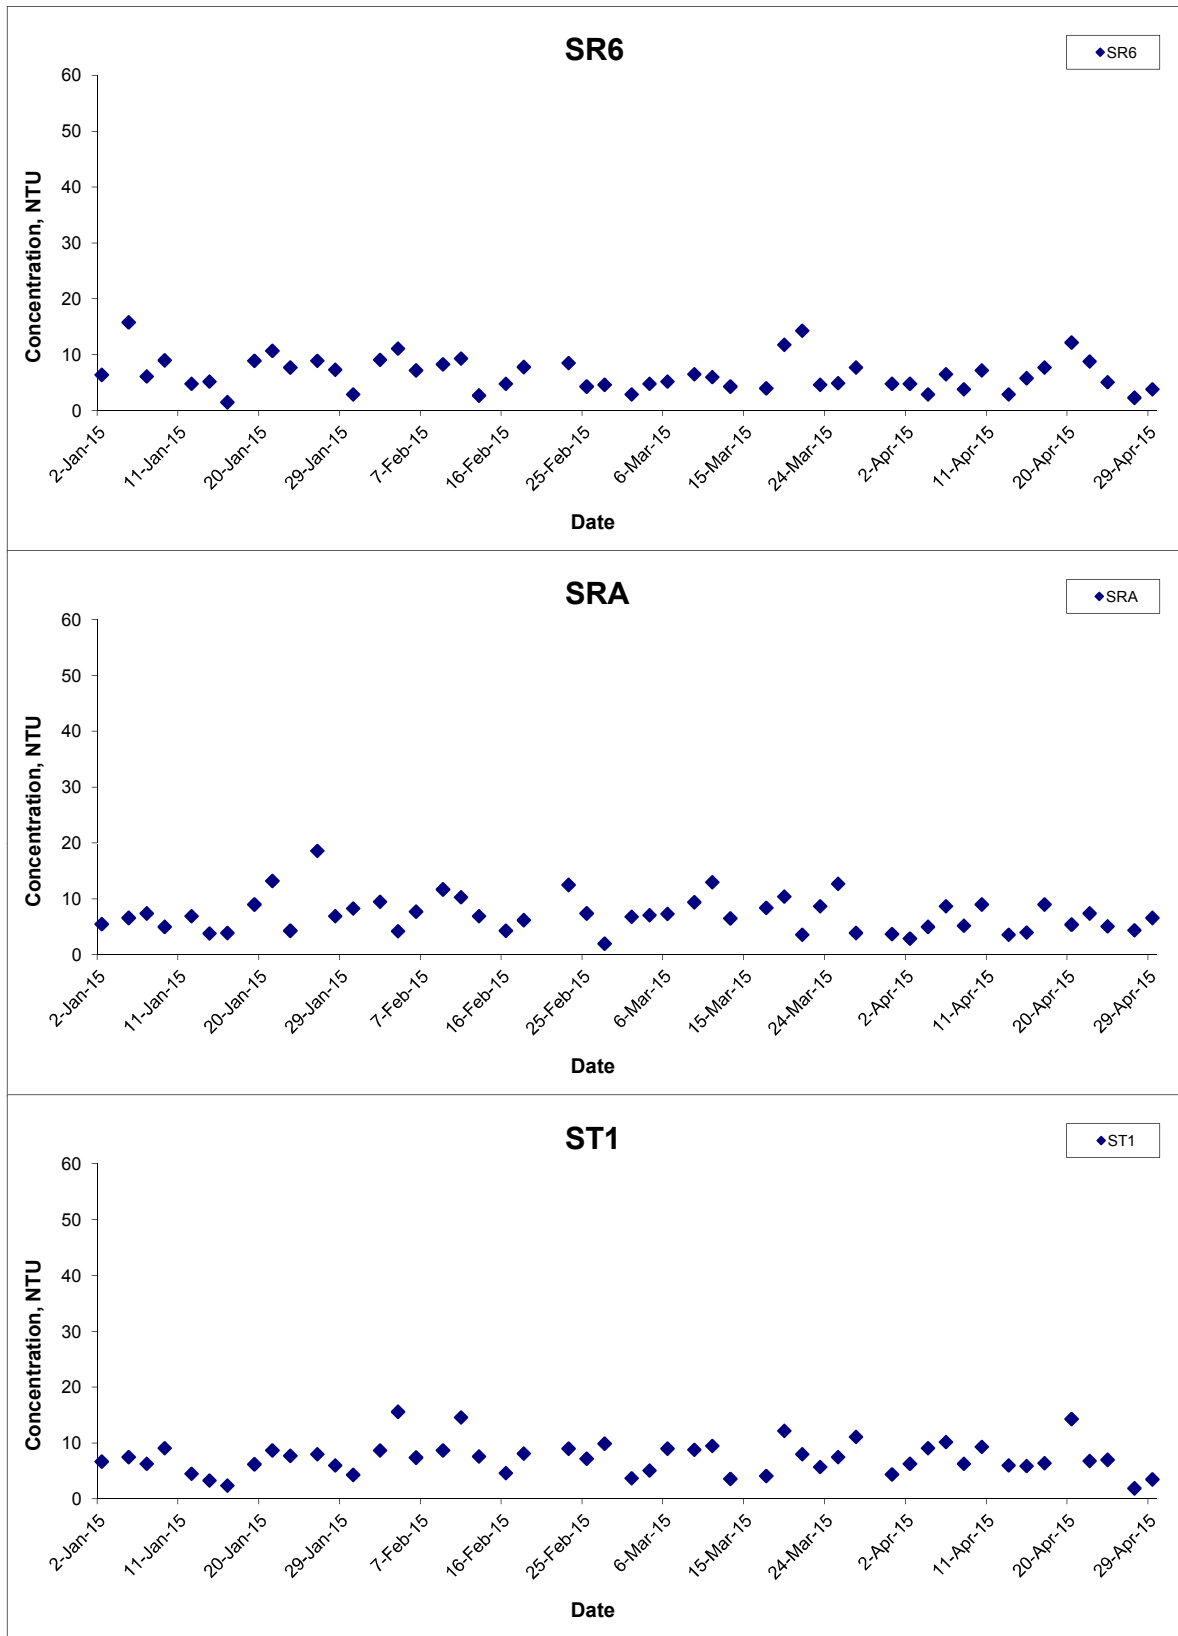 SR6
SR6
60
50
40
30
20
10
0
Concentration, NTU
2-Jan-15
11-Jan-15
20-Jan-15
29-Jan-15
7-Feb-15
16-Feb-15
25-Feb-15
6-Mar-15
15-Mar-15
24-Mar-15
2-Apr-15
11-Apr-15
20-Apr-15
29-Apr-15
Date
SRA
SRA
60
50
40
30
20
10
0
Concentration, NTU
2-Jan-15
11-Jan-15
20-Jan-15
29-Jan-15
7-Feb-15
16-Feb-15
25-Feb-15
6-Mar-15
15-Mar-15
24-Mar-15
2-Apr-15
11-Apr-15
20-Apr-15
29-Apr-15
Date
ST1
ST1
60
50
40
30
20
10
0
Concentration, NTU
2-Jan-15
11-Jan-15
20-Jan-15
29-Jan-15
7-Feb-15
16-Feb-15
25-Feb-15
6-Mar-15
15-Mar-15
24-Mar-15
2-Apr-15
11-Apr-15
20-Apr-15
29-Apr-15
Date